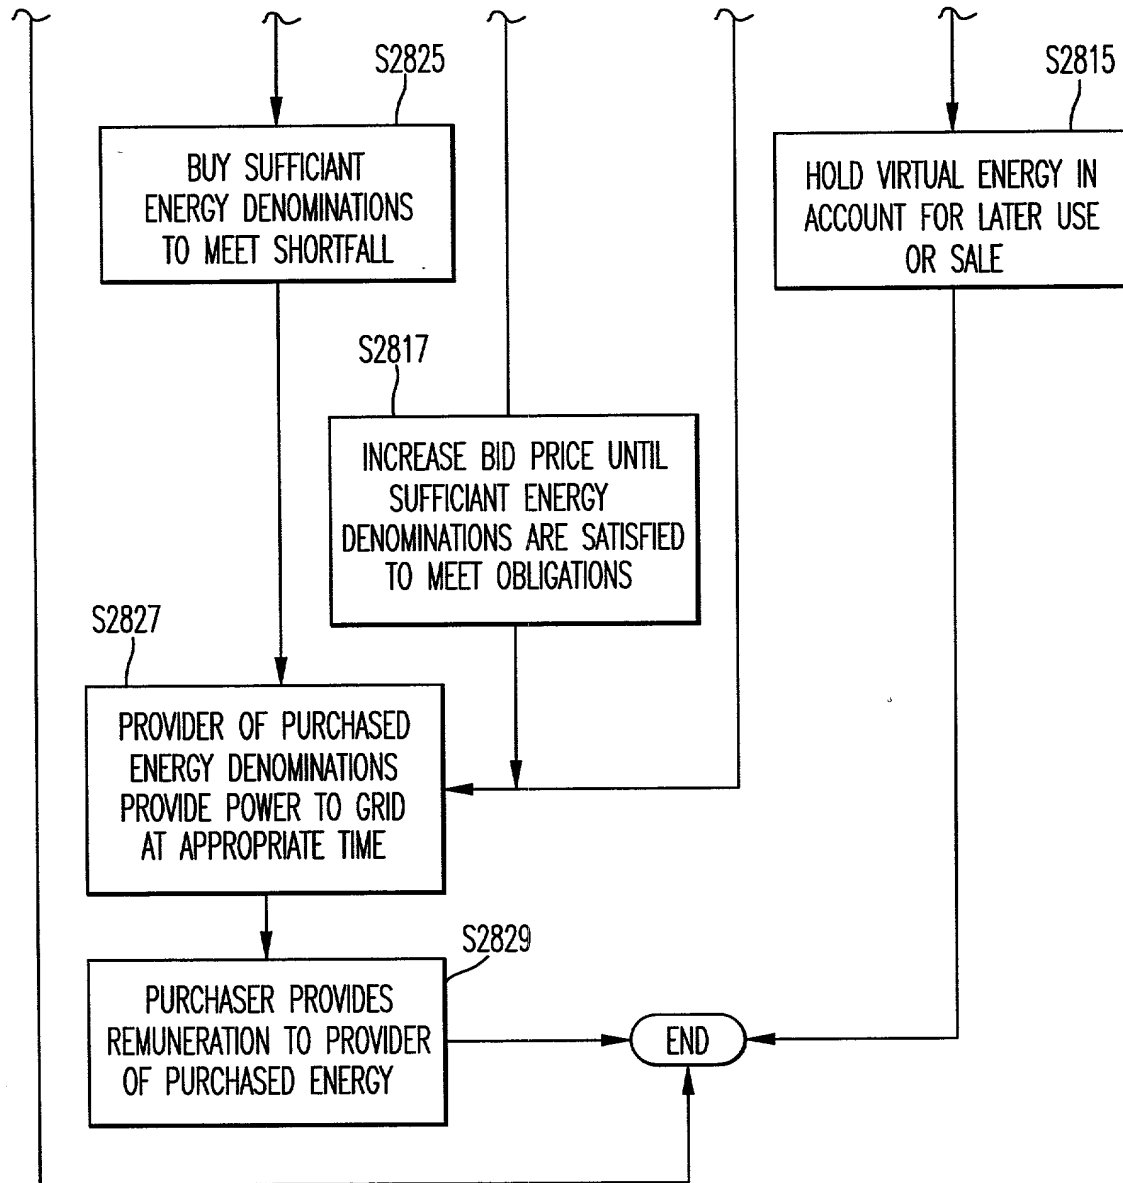 S2825
BUY SUFFICIANT
ENERGY DENOMINATIONS
TO MEET SHORTFALL
S2815
HOLD VIRTUAL ENERGY IN
ACCOUNT FOR LATER USE
OR SALE
S2817
INCREASE BID PRICE UNTIL
SUFFICIANT ENERGY
DENOMINATIONS ARE SATISFIED
TO MEET OBLIGATIONS
S2827
PROVIDER OF PURCHASED
ENERGY DENOMINATIONS
PROVIDE POWER TO GRID
AT APPROPRIATE TIME
S2829
PURCHASER PROVIDES
REMUNERATION TO PROVIDER
OF PURCHASED ENERGY
END